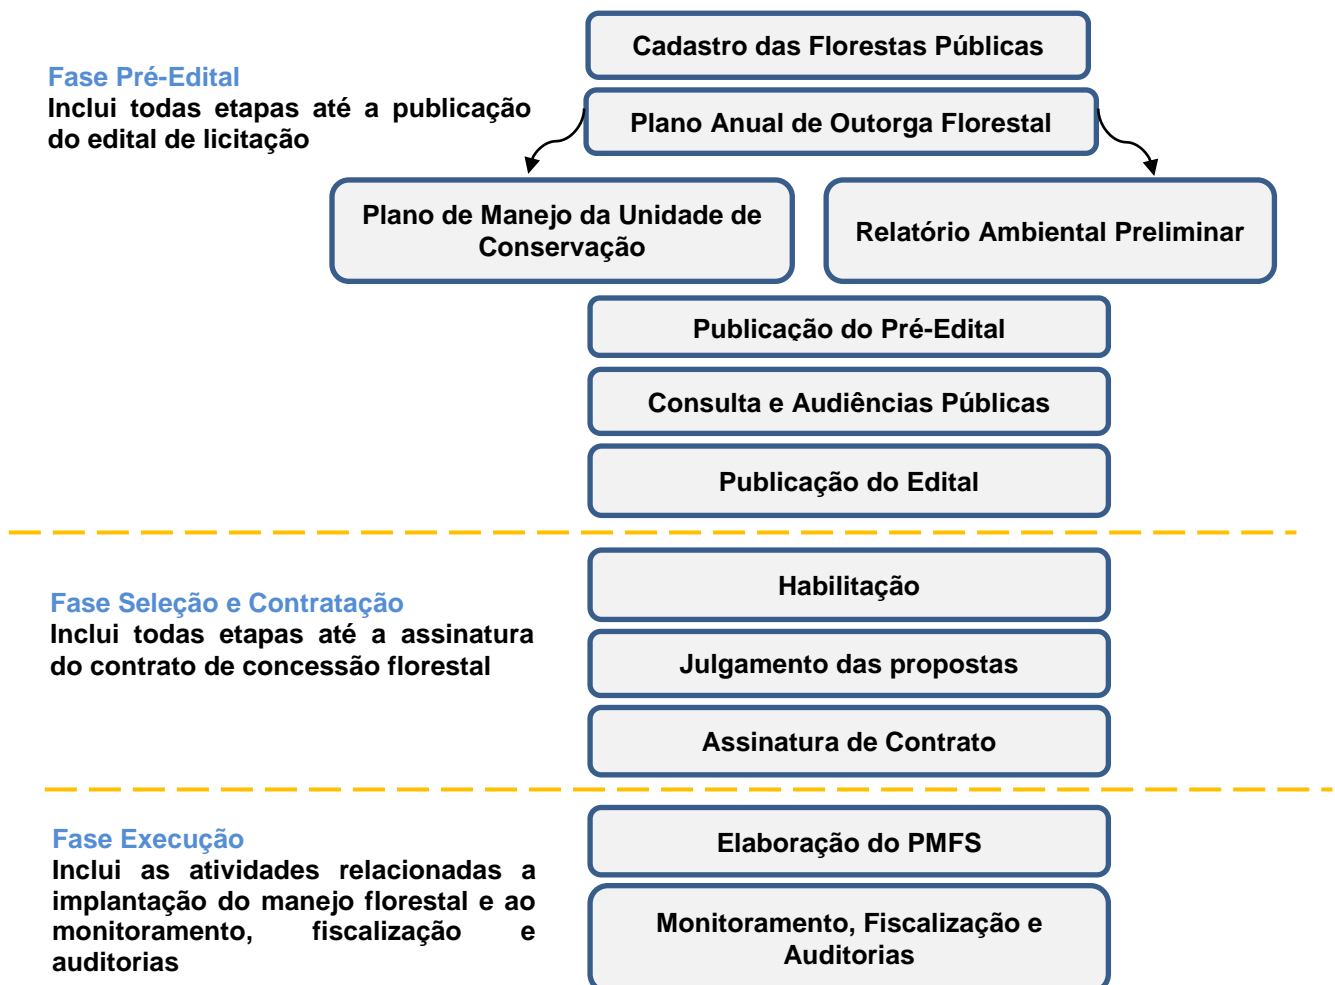 Cadastro das Florestas Públicas
Fase Pré-Edital
Inclui todas etapas até a publicação
do edital de licitação
Plano Anual de Outorga Florestal
Plano de Manejo da Unidade de
Conservação
Relatório Ambiental Preliminar
Publicação do Pré-Edital
Consulta e Audiências Públicas
Publicação do Edital
Fase Seleção e Contratação
Inclui todas etapas até a assinatura
do contrato de concessão florestal
Habilitação
Julgamento das propostas
Assinatura de Contrato
Fase Execução
Inclui as atividades relacionadas a
implantação do manejo florestal e ao
monitoramento, fiscalização e
auditorias
Elaboração do PMFS
Monitoramento, Fiscalização e
Auditorias